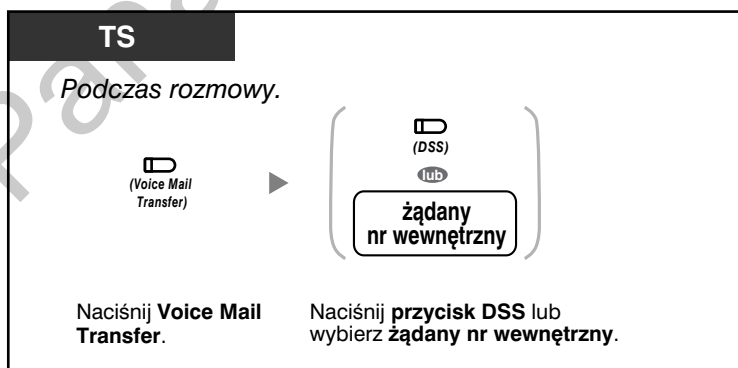 TS
Podczas rozmowy.
(DSS)
lub
(Voice Mail
Transfer)
żądany
nr wewnętrzny
Naciśnij Voice Mail
Transfer.
Naciśnij przycisk DSS lub
wybierz żądany nr wewnętrzny.